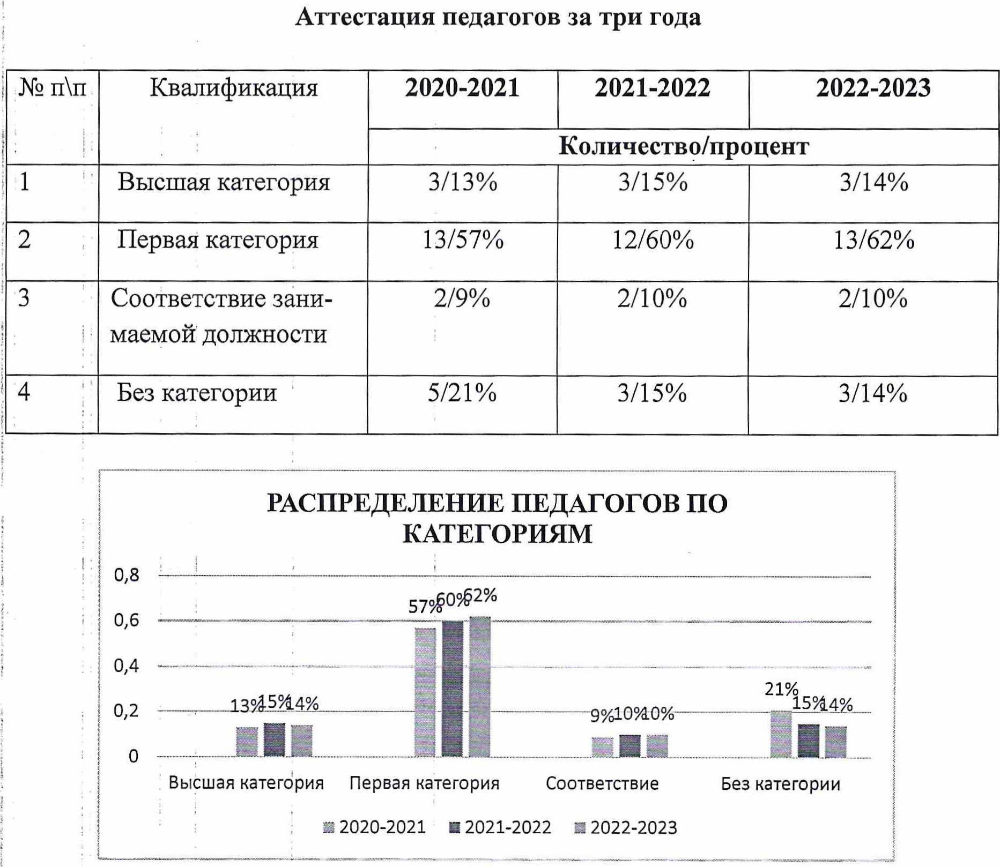 Аттестация педагогов за три года
№ п\п Квалификация 2020-2021 2021-2022 2022-2023
Количество/процент
1 Высшая категория 3/13% 3/15% 3/14%
2 Первая категория 13/57% 12/60% 13/62%
3 Соответствие зани- 2/9% 2/10% 2/10%
маемой должности
4 Без категории 5/21% 3/15% 3/14%
РАСПРЕДЕЛЕНИЕ ПЕДАГОГОВ ПО
КАТЕГОРИЯМ
0,8
57% 60% 62%
0,6
0,4
21%
13% 15% 14% 9% 10% 10% 15% 14%
0,2
0
Высшая категория Первая категория Соответствие Без категории
2020-2021 2021-2022 2022-2023